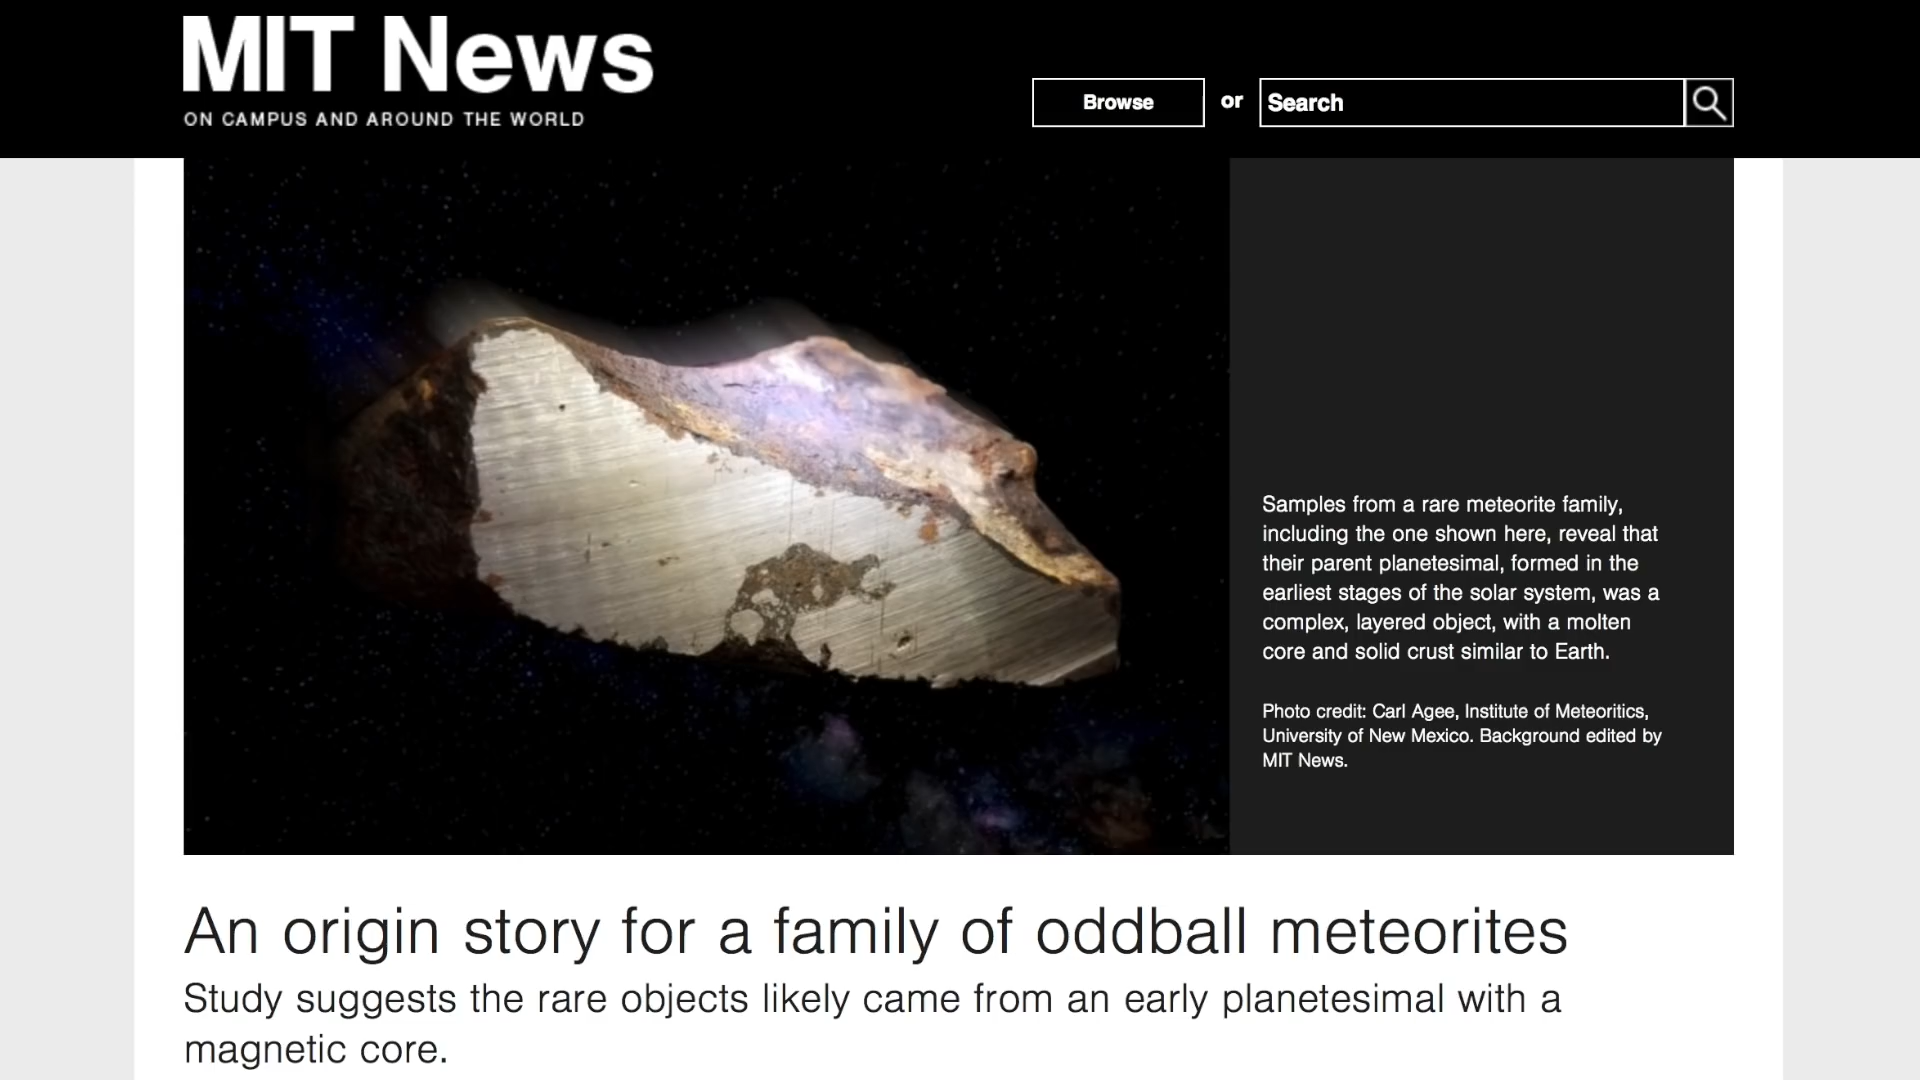 MIT News
ON CAMPUS AND AROUND THE WORLD
Browse or Search
Samples from a rare meteorite family,
including the one shown here, reveal that
their parent planetesimal, formed in the
earliest stages of the solar system, was a
complex, layered object, with a molten
core and solid crust similar to Earth.
Photo credit: Carl Agee, Institute of Meteoritics,
University of New Mexico. Background edited by
MIT News.
An origin story for a family of oddball meteorites
Study suggests the rare objects likely came from an early planetesimal with a
magnetic core.